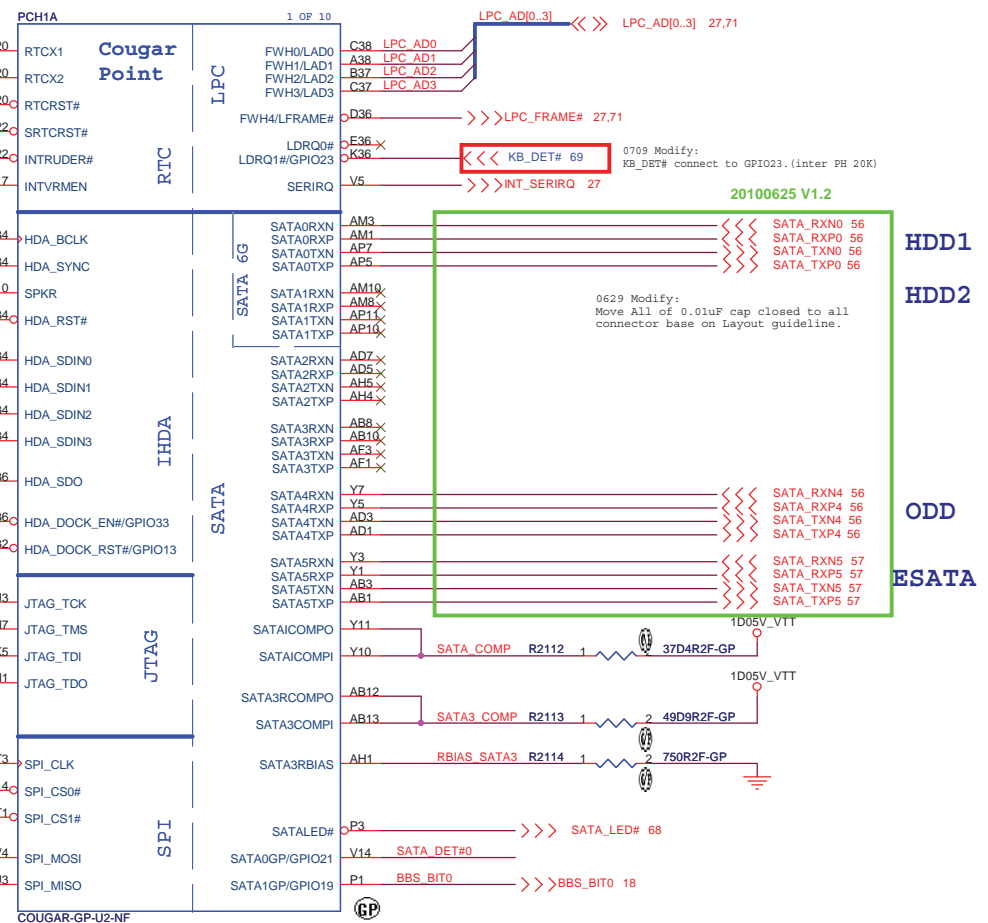 PCH1A 1 OF 10
LPC_AD[0..3] LPC_AD[0..3] 27,71
Cougar
Point
RTC
LPC
RTCX1
RTCX2
RTCRST#
SRTCRST#
INTRUDER#
INTVRMEN
FWH0/LAD0 C38 LPC_AD0
FWH1/LAD1 A38 LPC_AD1
FWH2/LAD2 B37 LPC_AD2
FWH3/LAD3 C37 LPC_AD3
FWH4/LFRAME# D36 LPC_FRAME# 27,71
LDRQ0# E36
LDRQ1#/GPIO23 K36 KB_DET# 69
SERIRQ V5 INT_SERIRQ 27
0709 Modify:
KB_DET# connect to GPIO23.(inter PH 20K)
20100625 V1.2
HDA_BCLK
HDA_SYNC
SPKR
HDA_RST#
HDA_SDIN0
HDA_SDIN1
HDA_SDIN2
HDA_SDIN3
HDA_SDO
HDA_DOCK_EN#/GPIO33
HDA_DOCK_RST#/GPIO13
IHDA
SATA 6G
SATA
SATA0RXN AM3 SATA_RXN0 56
SATA0RXP AM1 SATA_RXP0 56
SATA0TXN AP7 SATA_TXN0 56
SATA0TXP AP5 SATA_TXP0 56
HDD1
SATA1RXN AM10
SATA1RXP AM8
SATA1TXN AP11
SATA1TXP AP10
HDD2
0629 Modify:
Move All of 0.01uF cap closed to all
connector base on Layout guideline.
SATA2RXN AD7
SATA2RXP AD5
SATA2TXN AH5
SATA2TXP AH4
SATA3RXN AB8
SATA3RXP AB10
SATA3TXN AF3
SATA3TXP AF1
SATA4RXN Y7 SATA_RXN4 56
SATA4RXP Y5 SATA_RXP4 56
SATA4TXN AD3 SATA_TXN4 56
SATA4TXP AD1 SATA_TXP4 56
ODD
SATA5RXN Y3 SATA_RXN5 57
SATA5RXP Y1 SATA_RXP5 57
SATA5TXN AB3 SATA_TXN5 57
SATA5TXP AB1 SATA_TXP5 57
ESATA
JTAG_TCK
JTAG_TMS
JTAG_TDI
JTAG_TDO
JTAG
1D05V_VTT
SATAICOMPO Y11
SATAICOMPI Y10 SATA_COMP R2112 1 2 37D4R2F-GP
1D05V_VTT
SATA3RCOMPO AB12
SATA3COMPI AB13 SATA3_COMP R2113 1 2 49D9R2F-GP
SATA3RBIAS AH1 RBIAS_SATA3 R2114 1 2 750R2F-GP
SPI_CLK
SPI_CS0#
SPI_CS1#
SPI_MOSI
SPI_MISO
SPI
SATALED# P3 SATA_LED# 68
SATA0GP/GPIO21 V14 SATA_DET#0
SATA1GP/GPIO19 P1 BBS_BIT0 BBS_BIT0 18
COUGAR-GP-U2-NF
GP